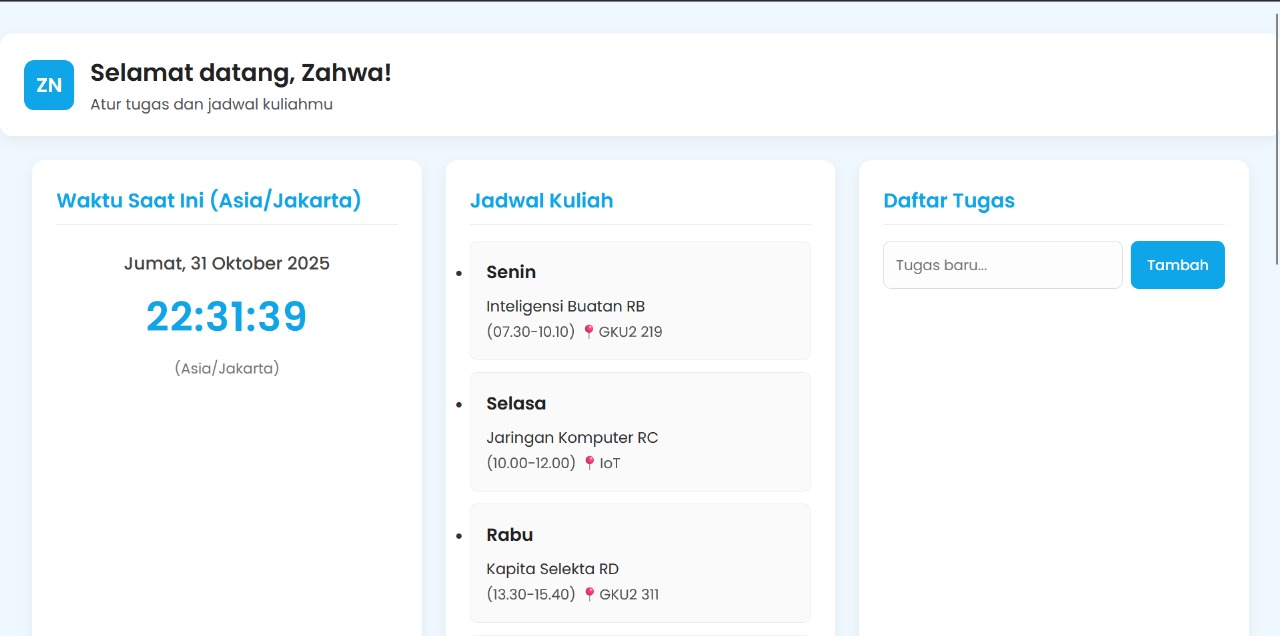 ZN
Selamat datang, Zahwa!
Atur tugas dan jadwal kuliahmu
Waktu Saat Ini (Asia/Jakarta)
Jumat, 31 Oktober 2025
22:31:39
(Asia/Jakarta)
Jadwal Kuliah
Senin
Inteligensi Buatan RB
(07.30-10.10) 📍 GKU2 219
Selasa
Jaringan Komputer RC
(10.00-12.00) 📍 IoT
Rabu
Kapita Selekta RD
(13.30-15.40) 📍 GKU2 311
Daftar Tugas
Tugas baru...
Tambah